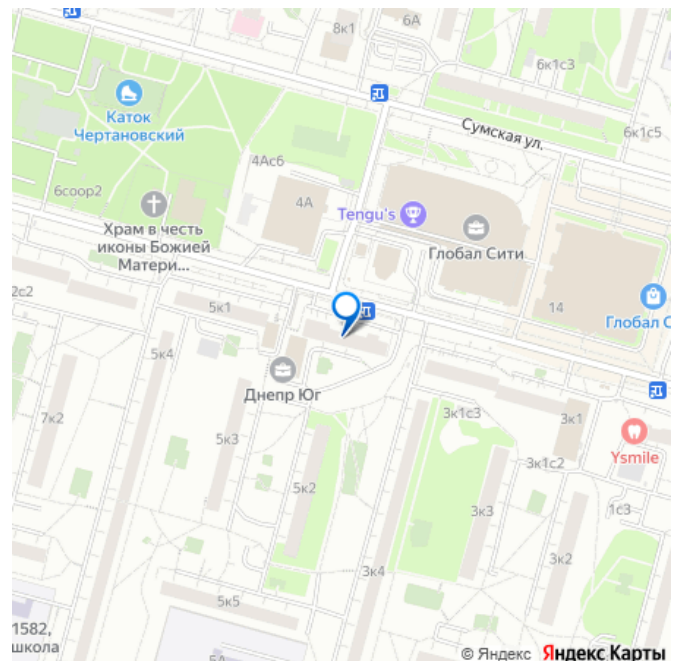 8к1
6А
6к1с3
Каток
Чертановский
Сумская ул.
6к1с5
4Ас6
6соор2
4А
Tengu's
Храм в честь
иконы Божией
Матери...
Глобал Сити
2с2
5к1
14
Глобал С
5к4
Днепр Юг
7к2
5к3
3к1с3
3к1
Ysmile
5к2
3к1с2
3к3
1с3
3к2
3к4
5к5
1582,
школа
5А
© Яндекс Яндекс Карты